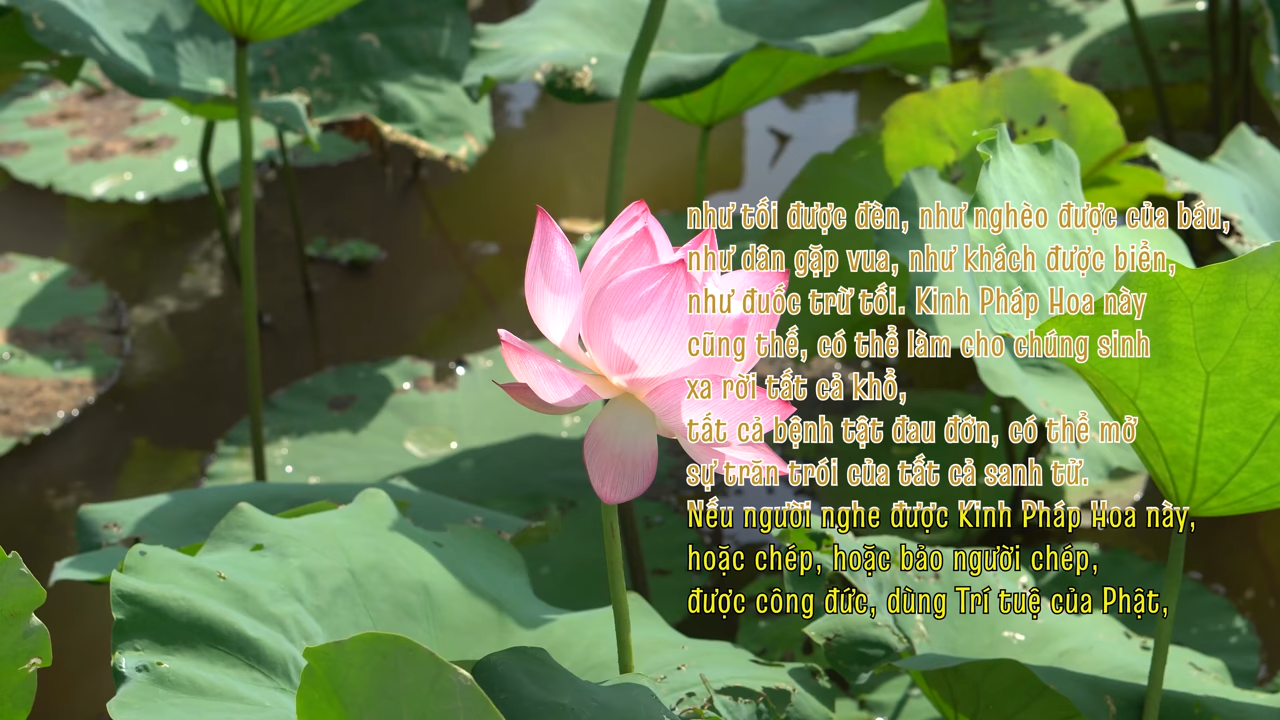 như tối được đèn, như nghèo được của báu,
như dân gặp vua, như khách được biển,
như đuốc trừ tối. Kinh Pháp Hoa này
cũng thế, có thể làm cho chúng sinh
xa rời tất cả khổ,
tất cả bệnh tật đau đớn, có thể mở
sự trăn trói của tất cả sanh tử.
Nếu người nghe được Kinh Pháp Hoa này,
hoặc chép, hoặc bảo người chép,
được công đức, dùng Trí tuệ của Phật,